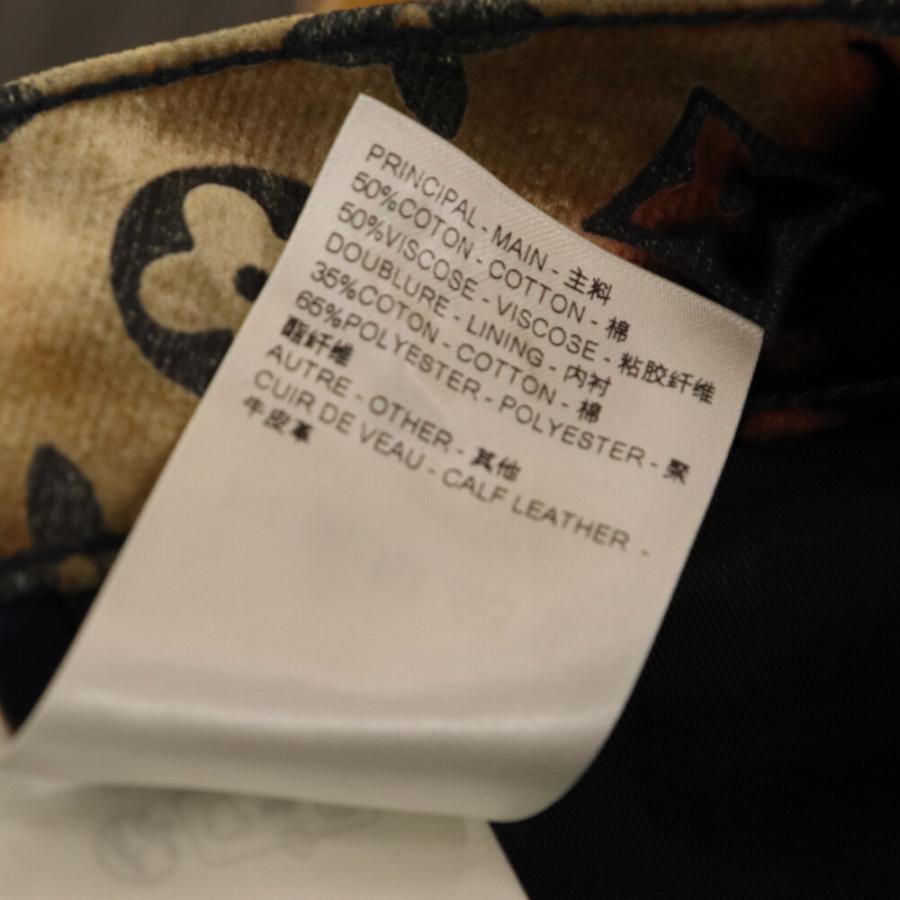 PRINCIPAL - MAIN - 主料
50%COTON - COTTON - 棉
50%VISCOSE - VISCOSE - 粘胶纤维
DOUBLURE - LINING - 内衬
35%COTON - COTTON - 棉
65%POLYESTER - POLYESTER - 聚
酯纤维
AUTRE - OTHER - 其他
CUIR DE VEAU - CALF LEATHER -
牛皮革